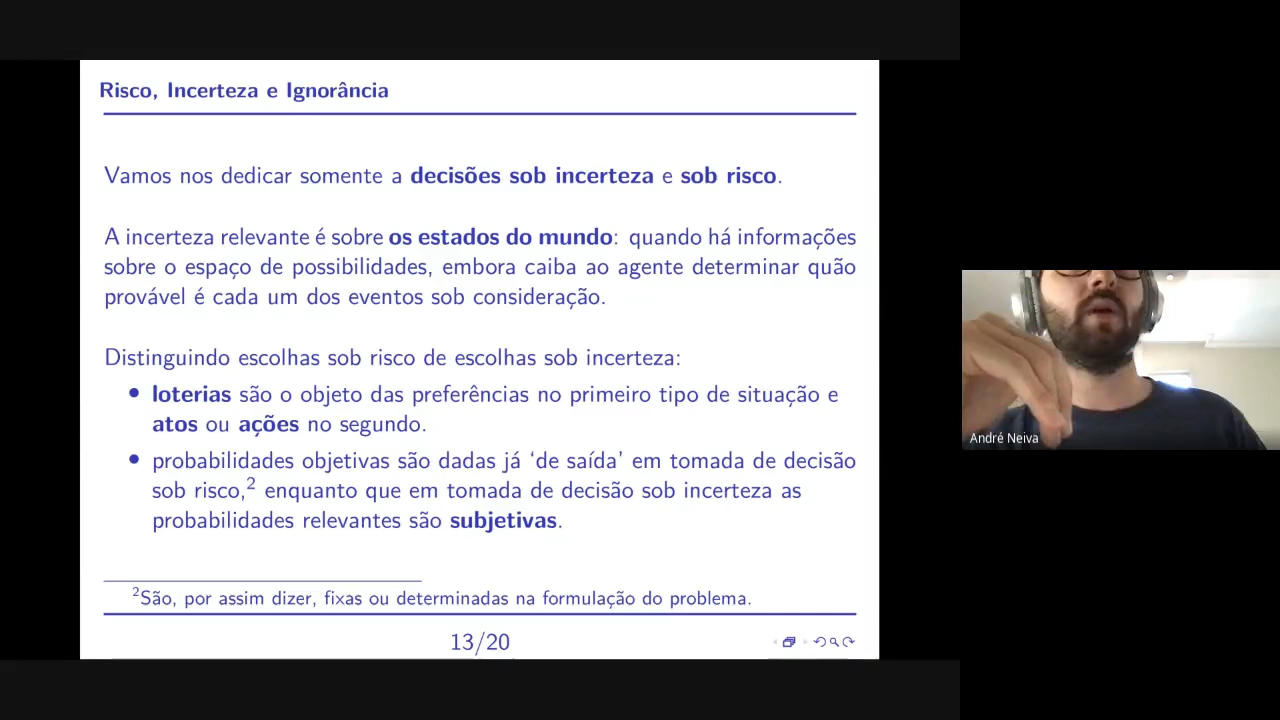 Risco, Incerteza e Ignorância
Vamos nos dedicar somente a decisões sob incerteza e sob risco.
A incerteza relevante é sobre os estados do mundo: quando há informações
sobre o espaço de possibilidades, embora caiba ao agente determinar quão
provável é cada um dos eventos sob consideração.
Distinguindo escolhas sob risco de escolhas sob incerteza:
• loterias são o objeto das preferências no primeiro tipo de situação e
atos ou ações no segundo.
• probabilidades objetivas são dadas já ‘de saída’ em tomada de decisão
sob risco,² enquanto que em tomada de decisão sob incerteza as
probabilidades relevantes são subjetivas.
²São, por assim dizer, fixas ou determinadas na formulação do problema.
13/20
André Neiva